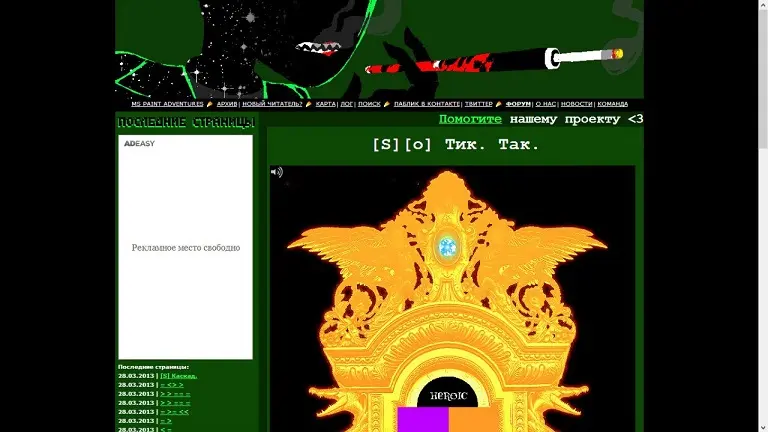 MS PAINT ADVENTURES АРХИВ | НОВЫЙ ЧИТАТЕЛЬ? КАРТА | ЛОГ | ПОИСК ПАБЛИК В КОНТАКТЕ | ТВИТТЕР ФОРУМ | О НАС | НОВОСТИ | КОМАНДА
ПОСЛЕДНИЕ СТРАНИЦЫ
Помогите нашему проекту <3
[S][o] Тик. Так.
ADEASY
Рекламное место свободно
HEROIC
Последние страницы:
28.03.2013 | [S] Каскад.
28.03.2013 | = <> >
28.03.2013 | > > == =
28.03.2013 | > > == =
28.03.2013 | = >= <<
28.03.2013 | = >
28.03.2013 | < =